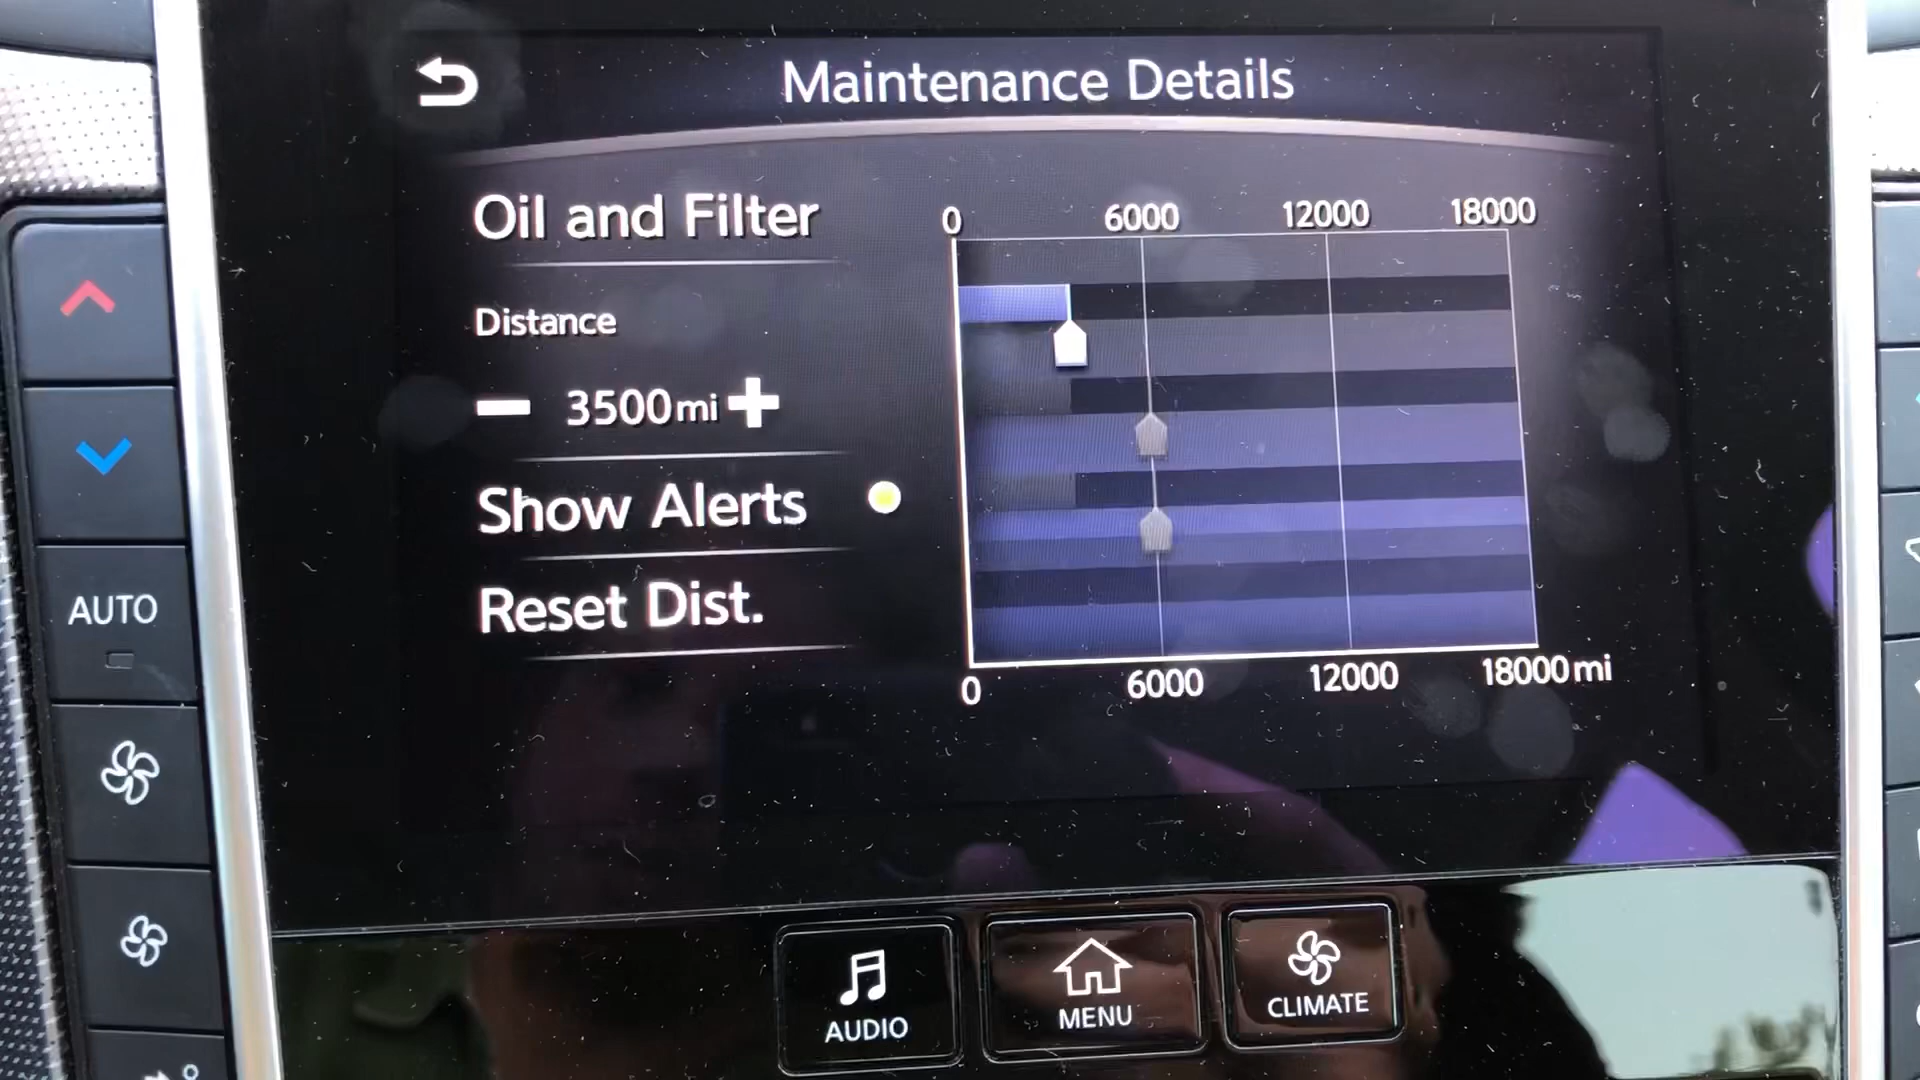 Maintenance Details
Oil and Filter
0 6000 12000 18000
Distance
3500mi
Show Alerts
Reset Dist.
0 6000 12000 18000mi
AUTO
AUDIO
MENU
CLIMATE